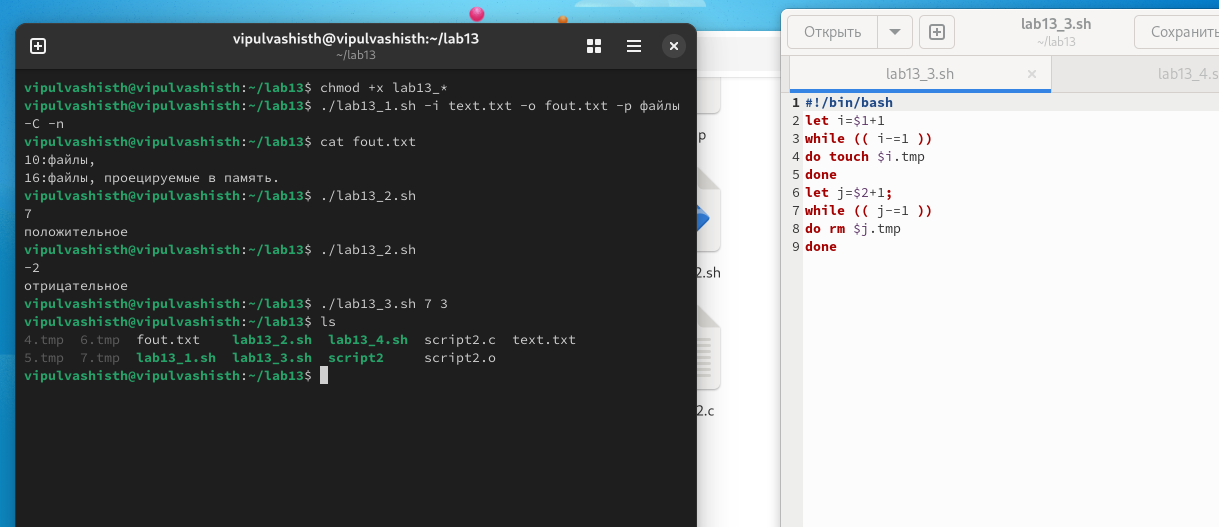 vipulvashisth@vipulvashisth:~/lab13
~/lab13
vipulvashisth@vipulvashisth:~/lab13$ chmod +x lab13_*
vipulvashisth@vipulvashisth:~/lab13$ ./lab13_1.sh -i text.txt -o fout.txt -p файлы
-C -n
vipulvashisth@vipulvashisth:~/lab13$ cat fout.txt
10:файлы,
16:файлы, проецируемые в память.
vipulvashisth@vipulvashisth:~/lab13$ ./lab13_2.sh
7
положительное
vipulvashisth@vipulvashisth:~/lab13$ ./lab13_2.sh
-2
отрицательное
vipulvashisth@vipulvashisth:~/lab13$ ./lab13_3.sh 7 3
vipulvashisth@vipulvashisth:~/lab13$ ls
4.tmp 6.tmp fout.txt lab13_2.sh lab13_4.sh script2.c text.txt
5.tmp 7.tmp lab13_1.sh lab13_3.sh script2 script2.o
vipulvashisth@vipulvashisth:~/lab13$
p
2.sh
2.c
Открыть
lab13_3.sh
~/lab13
Сохранить
lab13_3.sh
lab13_4.s
1 #!/bin/bash
2 let i=$1+1
3 while (( i-=1 ))
4 do touch $i.tmp
5 done
6 let j=$2+1;
7 while (( j-=1 ))
8 do rm $j.tmp
9 done